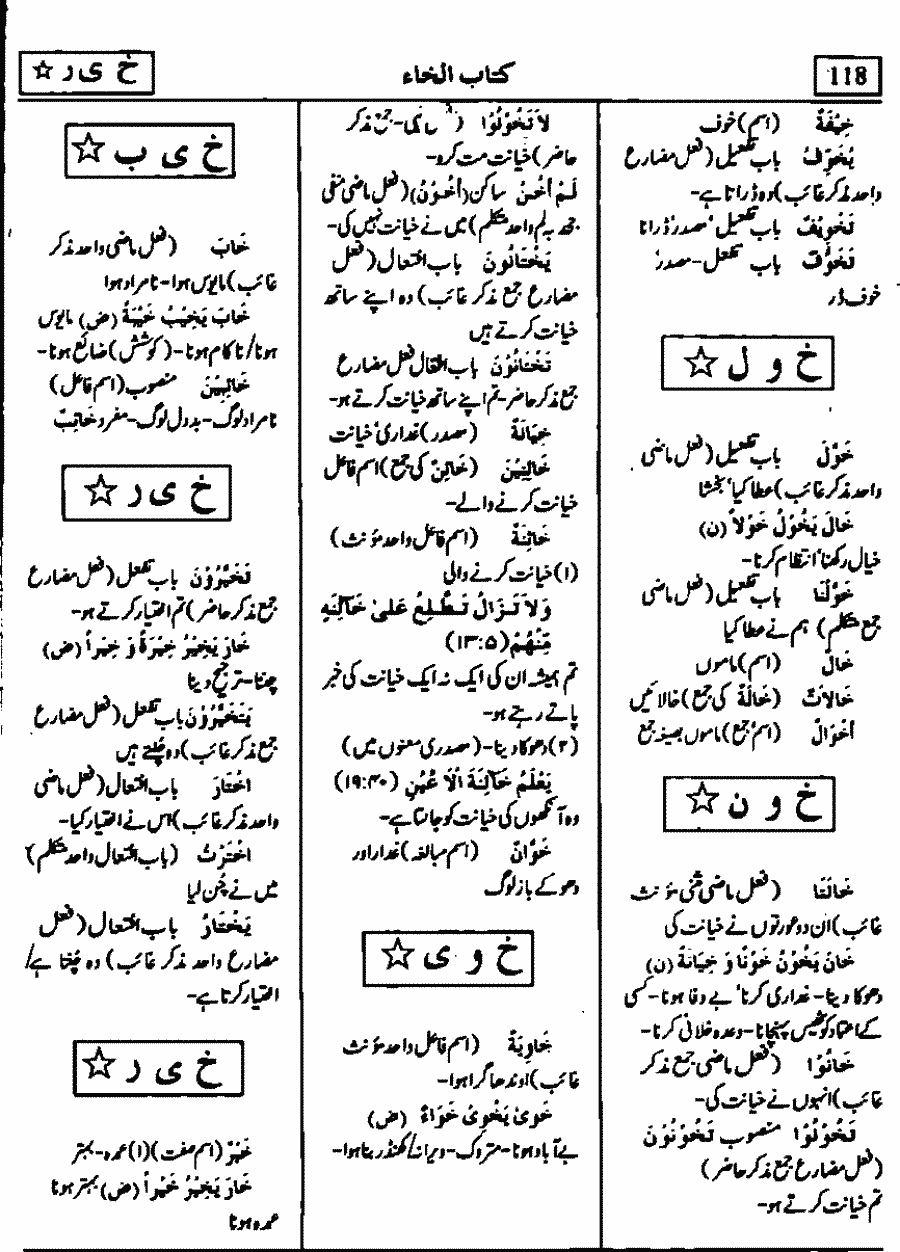 118
كتاب الخاء
خ ی ر ☆
خِيْفَةٌ (اسم) خوف
يُخَوِّفُ باب تفعیل (فعل مضارع
واحد مذکر غائب) وہ ڈراتا ہے۔
تَخْوِيْفٌ باب تفعیل، مصدر، ڈرانا
تَخَوُّفٌ باب تفعل۔ مصدر،
خوف ڈر
خ و ل ☆
خَوَّلَ باب تفعیل (فعل ماضی
واحد مذکر غائب) عطا کیا، بخشا
خَالَ يَخُوْلُ خَوْلاً (ن)
خیال رکھنا، انتظام کرنا۔
خَوَّلْنَا باب تفعیل (فعل ماضی
جمع متکلم) ہم نے عطا کیا
خَالٌ (اسم) ماموں
خَالاَتٌ (خَالَةٌ کی جمع) خالائیں
أَخْوَالٌ (اسم، جمع) ماموں بصیغہ جمع
خ و ن ☆
خَانَتَا (فعل ماضی مثنی مؤنث
غائب) ان دو عورتوں نے خیانت کی
خَانَ يَخُوْنُ خَوْنًا وَ خِيَانَةً (ن)
دھوکا دینا۔ غداری کرنا، بے وفا ہونا۔ کسی
کے اعتماد کو ٹھیس پہنچانا۔ وعدہ خلافی کرنا۔
خَانُوْا (فعل ماضی جمع مذکر
غائب) انہوں نے خیانت کی۔
تَخُوْنُوْا منصوب تَخُوْنُوْنَ
(فعل مضارع جمع مذکر حاضر)
تم خیانت کرتے ہو۔
لاَ تَخُوْنُوْا جمع مذکر
حاضر) خیانت مت کرو۔
لَمْ أَخُنْ ساکن (أَخُوْنُ) (فعل ماضی منفی
جحد بہ لم واحد متکلم) میں نے خیانت نہیں کی۔
يَخْتَانُوْنَ باب افتعال (فعل
مضارع جمع مذکر غائب) وہ اپنے ساتھ
خیانت کرتے ہیں
تَخْتَانُوْنَ باب افتعال فعل مضارع
جمع مذکر حاضر۔ تم اپنے ساتھ خیانت کرتے ہو۔
خِيَانَةٌ (مصدر) غداری، خیانت
خَائِنِيْنَ (خَائِنٌ کی جمع) اسم فاعل
خیانت کرنے والے۔
خَائِنَةٌ (اسم فاعل واحد مؤنث)
(۱) خیانت کرنے والی
وَلاَ تَزَالُ تَطَّلِعُ عَلىٰ خَآئِنَةٍ
مِّنْهُمْ (۱۳:۵)
تم ہمیشہ ان کی ایک نہ ایک خیانت کی خبر
پاتے رہتے ہو۔
(۲) دھوکا دینا۔ (مصدری معنوں میں)
يَعْلَمُ خَآئِنَةَ الْاَ عْيُنِ (۱۹:۴۰)
وہ آنکھوں کی خیانت کو جانتا ہے۔
خَوَّانٌ (اسم مبالغہ) غدار اور
دھوکے باز لوگ
خ و ی ☆
خَاوِيَةٌ (اسم فاعل واحد مؤنث
غائب) اوندھا گرا ہوا۔
خَوىٰ يَخْوِىْ خَوَاءً (ض)
بے آباد ہونا۔ متروک۔ ویرانہ/ کھنڈر بنا ہوا۔
خ ی ب ☆
خَابَ (فعل ماضی واحد مذکر
غائب) مایوس ہوا۔ نامراد ہوا
خَابَ يَخِيْبُ خَيْبَةً (ض) مایوس
ہونا/ ناکام ہونا۔ (کوشش) ضائع ہونا۔
خَائِبِيْنَ منصوب (اسم فاعل)
نامراد لوگ۔ بددل لوگ۔ مفرد خَائِبٌ
خ ی ر ☆
تَخَيَّرُوْنَ باب تفعل (فعل مضارع
جمع مذکر حاضر) تم اختیار کرتے ہو۔
خَارَ يَخِيْرُ خِيْرَةً وَ خِيَراً (ض)
چننا۔ ترجیح دینا
يَتَخَيَّرُوْنَ باب تفعل (فعل مضارع
جمع مذکر غائب) وہ چنتے ہیں
اخْتَارَ باب افتعال (فعل ماضی
واحد مذکر غائب) اس نے اختیار کیا۔
اخْتَرْتُ (باب افتعال واحد متکلم)
میں نے چُن لیا
يَخْتَارُ باب افتعال (فعل
مضارع واحد مذکر غائب) وہ چنتا ہے/
اختیار کرتا ہے۔
خ ی ر ☆
خَيْرٌ (اسم صفت) (۱) عمدہ۔ بہتر
خَارَ يَخِيْرُ خَيْراً (ض) بہتر ہونا
عمدہ ہونا